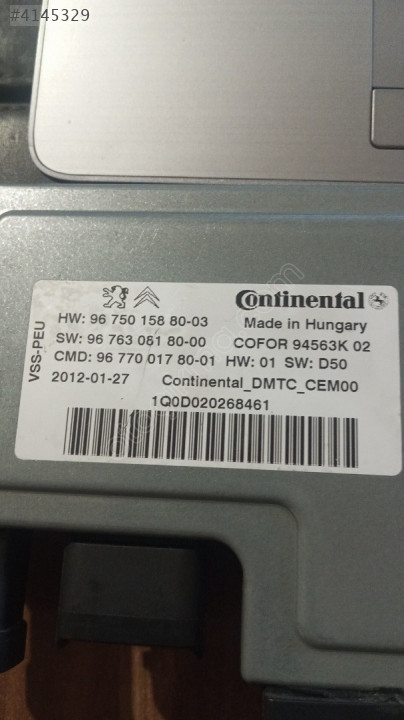 #4145329
Continental
HW: 96 750 158 80-03
Made in Hungary
SW: 96 763 081 80-00
COFOR 94563K 02
CMD: 96 770 017 80-01 HW: 01 SW: D50
2012-01-27
Continental_DMTC_CEM00
1Q0D020268461
VSS-PEU